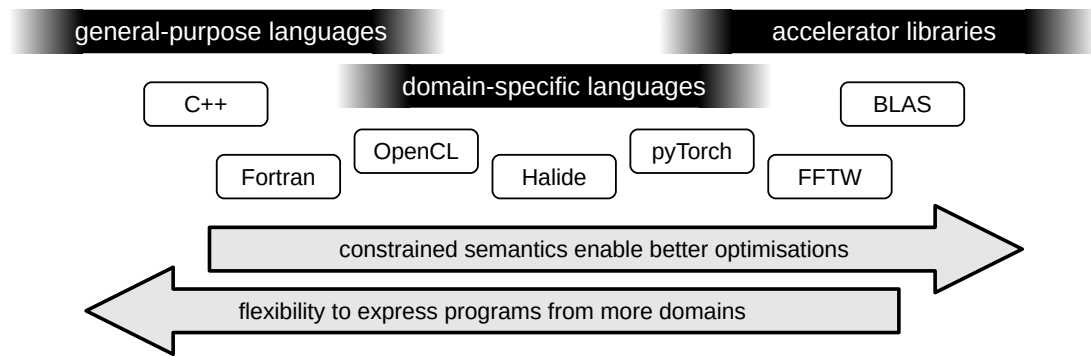 general-purpose languages
accelerator libraries
domain-specific languages
C++
BLAS
OpenCL
pyTorch
Fortran
Halide
FFTW
constrained semantics enable better optimisations
flexibility to express programs from more domains